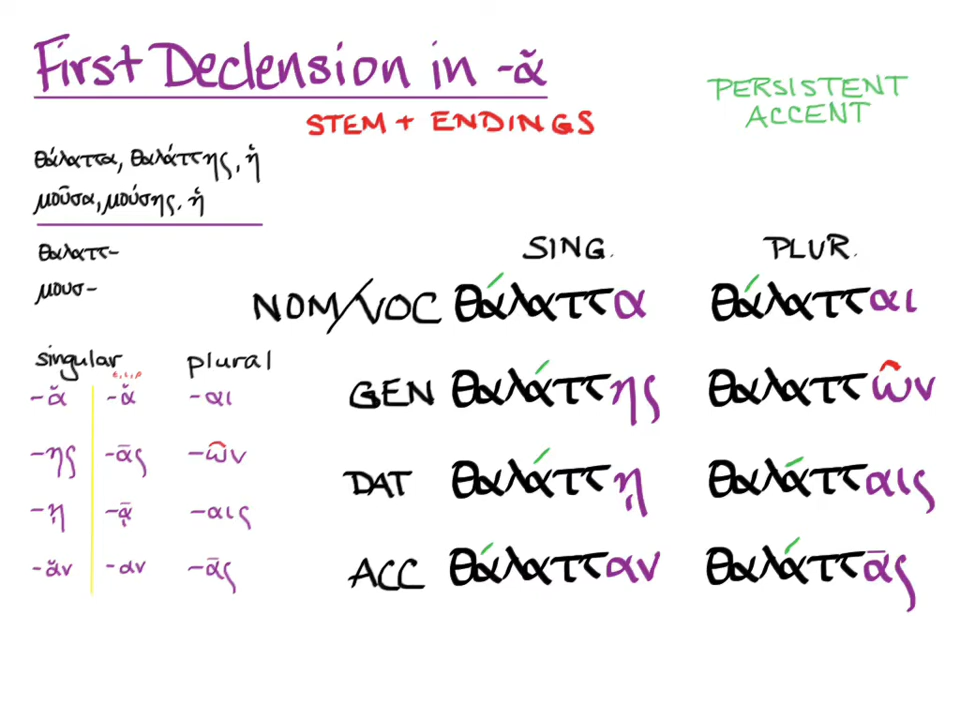 First Declension in -ᾰ
STEM + ENDINGS
PERSISTENT
ACCENT
θάλαττα, θαλάττης, ἡ
μοῦσα, μούσης, ἡ
θαλαττ-
μουσ-
SING. PLUR.
NOM/VOC θάλαττα θάλατται
GEN θαλάττης θαλαττῶν
DAT θαλάττῃ θαλάτταις
ACC θάλατταν θαλάττᾱς
singular plural
ε, ι, ρ
-ᾰ -ᾰ -αι
-ης -ᾱς -ῶν
-ῃ -ᾱͅ -αις
-ᾰν -αν -ᾱς